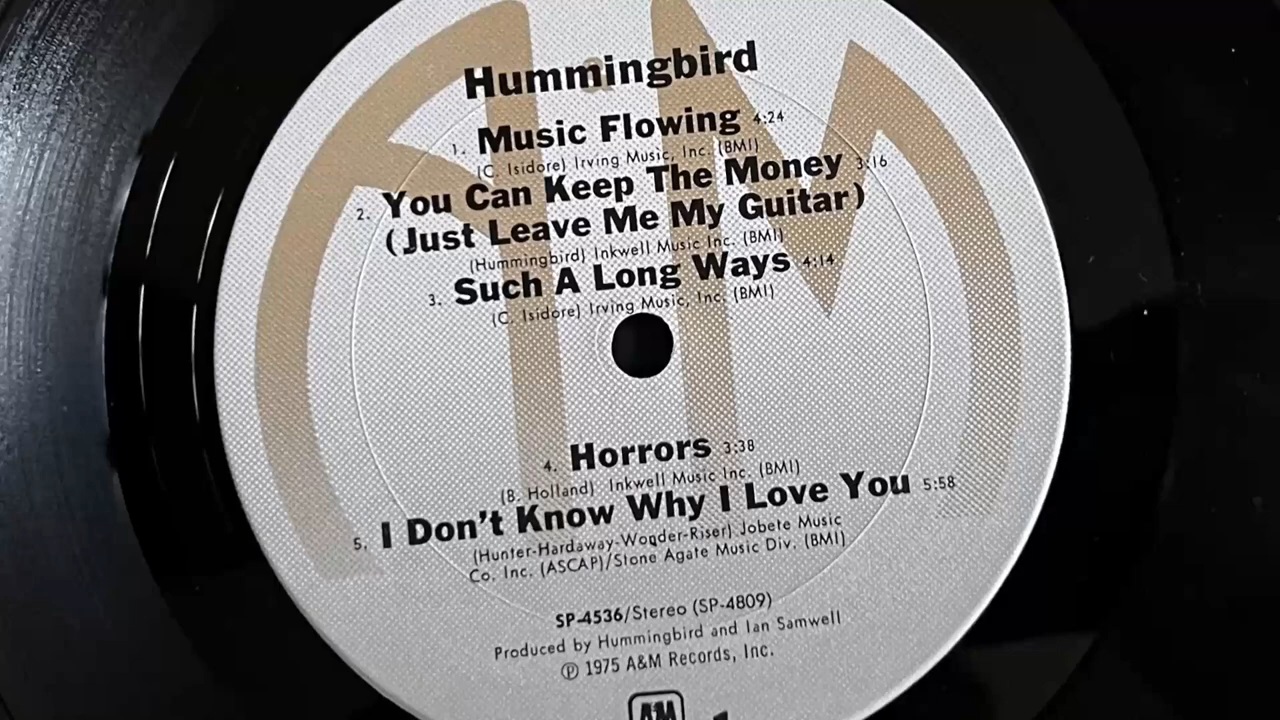 Hummingbird
1. Music Flowing 4:24
(C. Isidore) Irving Music, Inc. (BMI)
2. You Can Keep The Money 3:16
(Just Leave Me My Guitar)
(Hummingbird) Inkwell Music Inc. (BMI)
3. Such A Long Ways 4:14
(C. Isidore) Irving Music, Inc. (BMI)
4. Horrors 3:38
(B. Holland) Inkwell Music Inc. (BMI)
5. I Don't Know Why I Love You 5:58
(Hunter-Hardaway-Wonder-Riser) Jobete Music
Co. Inc. (ASCAP)/Stone Agate Music Div. (BMI)
SP-4536/Stereo (SP-4809)
Produced by Hummingbird and Ian Samwell
℗ 1975 A&M Records, Inc.
AM